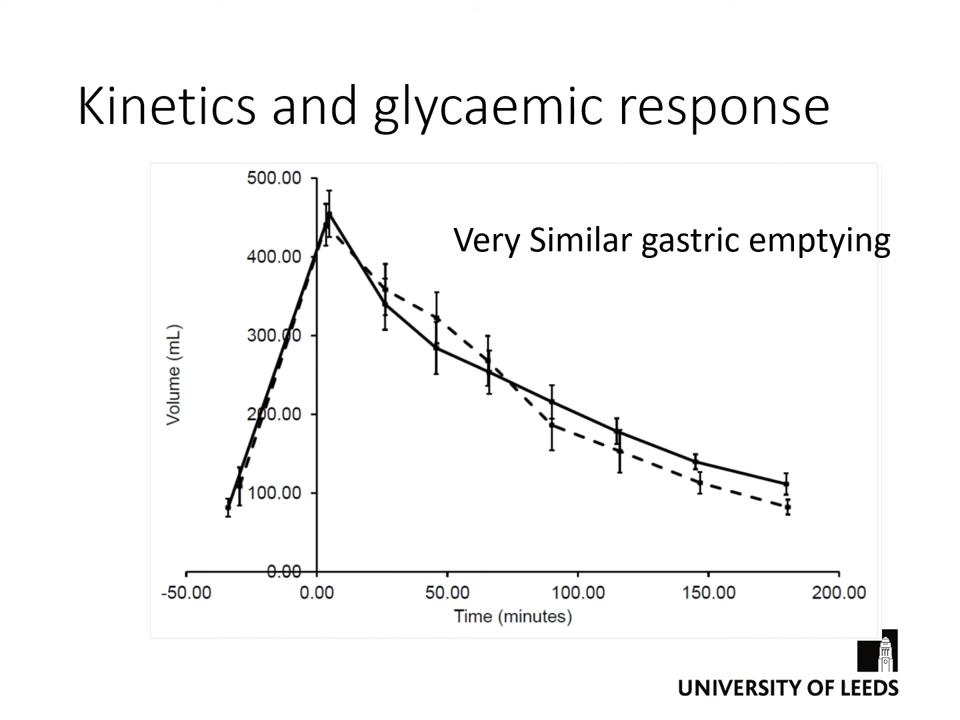 Kinetics and glycaemic response
500.00
Very Similar gastric emptying
400.00
300.00
Volume (mL)
200.00
100.00
0.00
-50.00 0.00 50.00 100.00 150.00 200.00
Time (minutes)
UNIVERSITY OF LEEDS